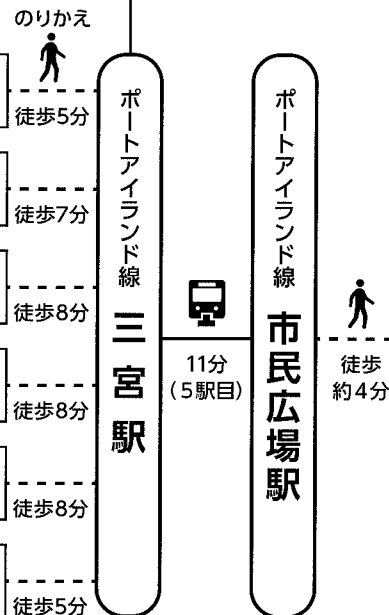 のりかえ
徒歩5分
徒歩7分
徒歩8分
徒歩8分
徒歩8分
徒歩5分
ポートアイランド線
三宮駅
11分
(5駅目)
ポートアイランド線
市民広場駅
徒歩
約4分